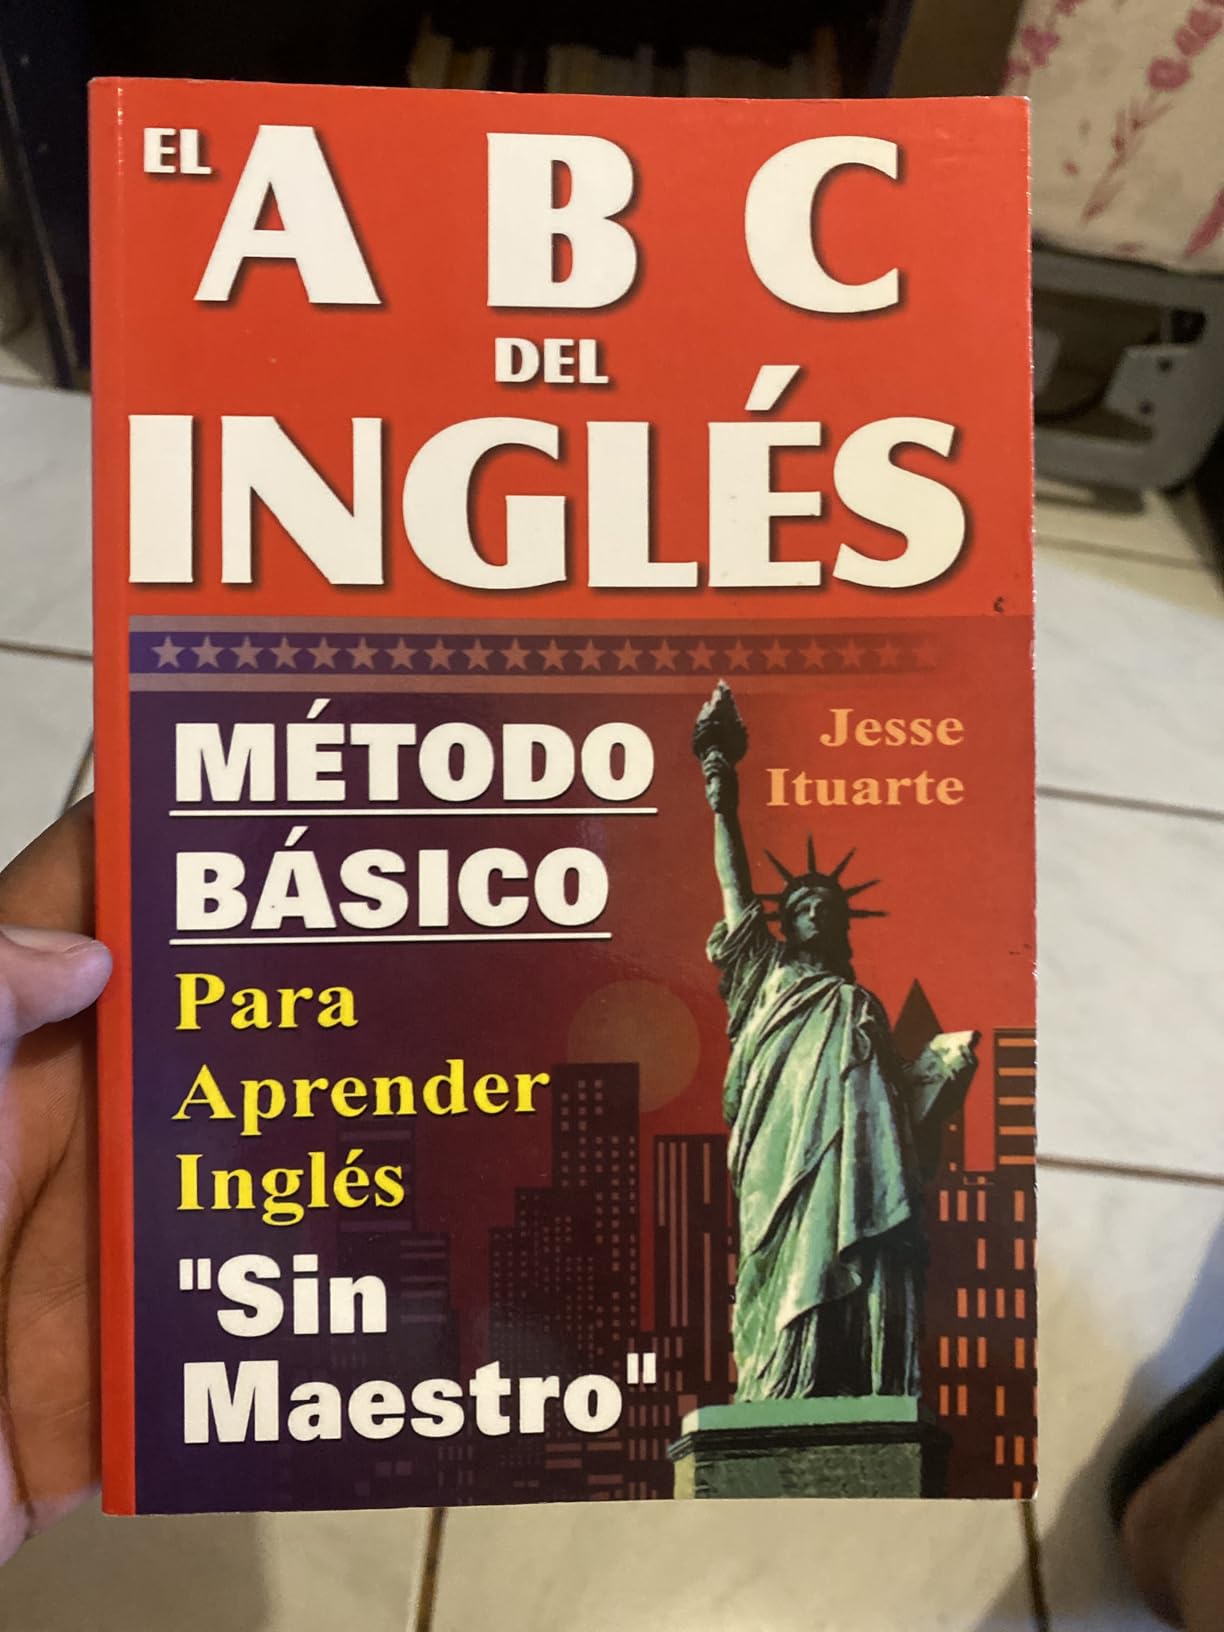 EL A B C
DEL
INGLÉS
Jesse
Ituarte
MÉTODO
BÁSICO
Para
Aprender
Inglés
"Sin
Maestro"